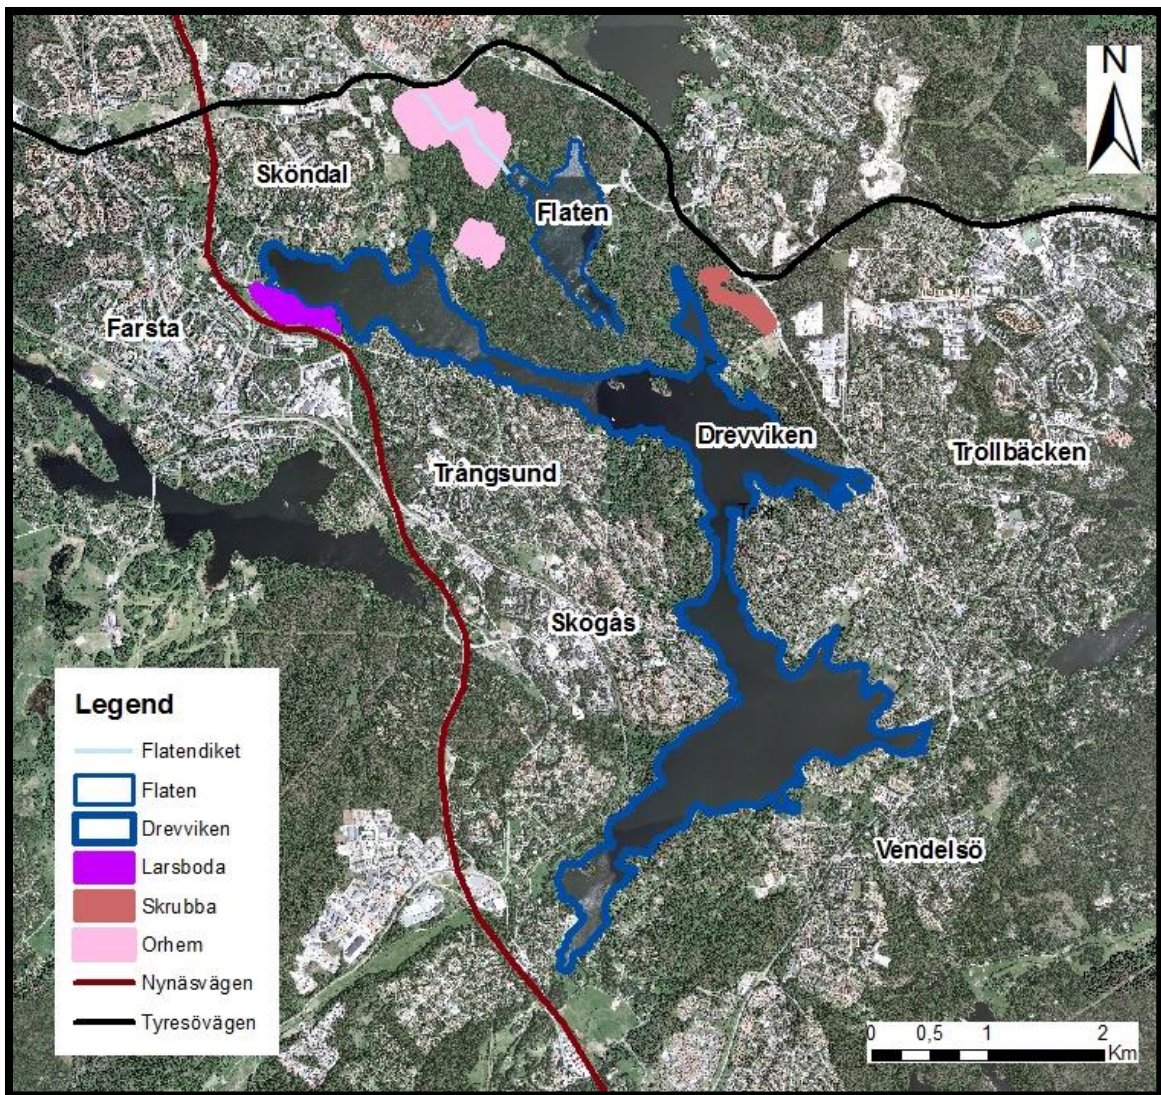 N
Sköndal
Flaten
Farsta
Drevviken
Trollbäcken
Trångsund
Text
Skogås
Vendelsö
Legend
Flatendiket
Flaten
Drevviken
Larsboda
Skrubba
Orhem
Nynäsvägen
Tyresövägen
0 0,5 1 2
Km